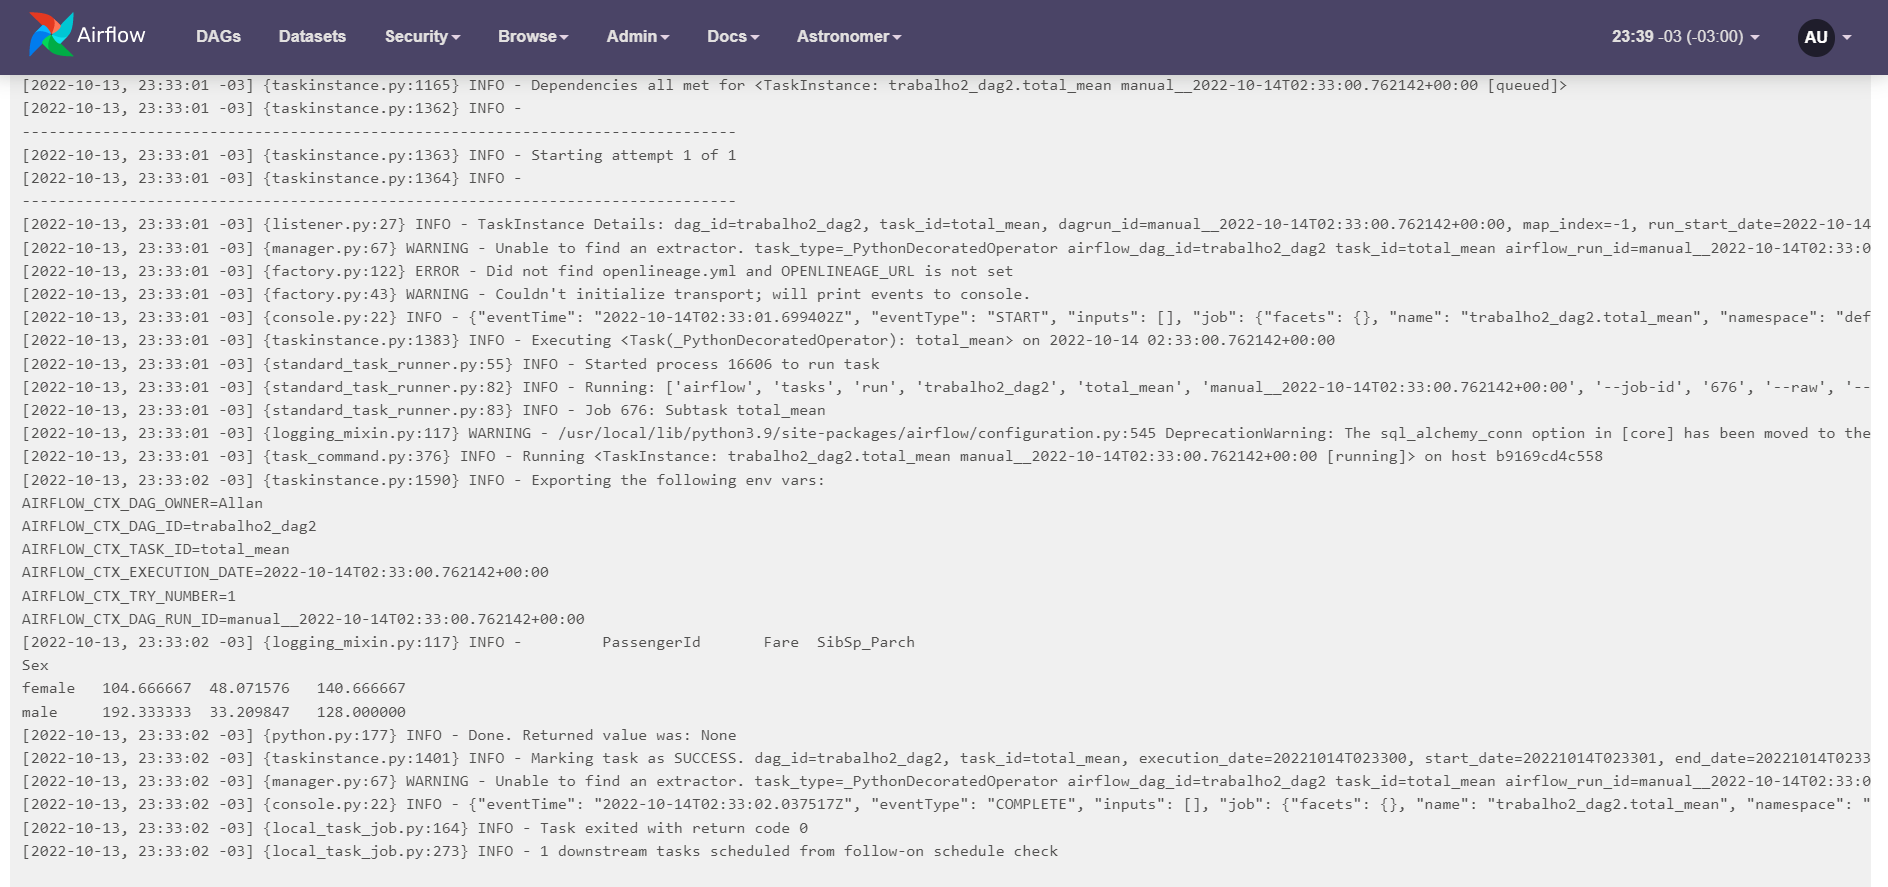 Airflow DAGs Datasets Security Browse Admin Docs Astronomer 23:39 -03 (-03:00) AU
[2022-10-13, 23:33:01 -03] {taskinstance.py:1165} INFO - Dependencies all met for <TaskInstance: trabalho2_dag2.total_mean manual__2022-10-14T02:33:00.762142+00:00 [queued]>
[2022-10-13, 23:33:01 -03] {taskinstance.py:1362} INFO -
--------------------------------------------------------------------------------
[2022-10-13, 23:33:01 -03] {taskinstance.py:1363} INFO - Starting attempt 1 of 1
[2022-10-13, 23:33:01 -03] {taskinstance.py:1364} INFO -
--------------------------------------------------------------------------------
[2022-10-13, 23:33:01 -03] {listener.py:27} INFO - TaskInstance Details: dag_id=trabalho2_dag2, task_id=total_mean, dagrun_id=manual__2022-10-14T02:33:00.762142+00:00, map_index=-1, run_start_date=2022-10-14
[2022-10-13, 23:33:01 -03] {manager.py:67} WARNING - Unable to find an extractor. task_type=_PythonDecoratedOperator airflow_dag_id=trabalho2_dag2 task_id=total_mean airflow_run_id=manual__2022-10-14T02:33:0
[2022-10-13, 23:33:01 -03] {factory.py:122} ERROR - Did not find openlineage.yml and OPENLINEAGE_URL is not set
[2022-10-13, 23:33:01 -03] {factory.py:43} WARNING - Couldn't initialize transport; will print events to console.
[2022-10-13, 23:33:01 -03] {console.py:22} INFO - {"eventTime": "2022-10-14T02:33:01.699402Z", "eventType": "START", "inputs": [], "job": {"facets": {}, "name": "trabalho2_dag2.total_mean", "namespace": "def
[2022-10-13, 23:33:01 -03] {taskinstance.py:1383} INFO - Executing <Task(_PythonDecoratedOperator): total_mean> on 2022-10-14 02:33:00.762142+00:00
[2022-10-13, 23:33:01 -03] {standard_task_runner.py:55} INFO - Started process 16606 to run task
[2022-10-13, 23:33:01 -03] {standard_task_runner.py:82} INFO - Running: ['airflow', 'tasks', 'run', 'trabalho2_dag2', 'total_mean', 'manual__2022-10-14T02:33:00.762142+00:00', '--job-id', '676', '--raw', '--
[2022-10-13, 23:33:01 -03] {standard_task_runner.py:83} INFO - Job 676: Subtask total_mean
[2022-10-13, 23:33:01 -03] {logging_mixin.py:117} WARNING - /usr/local/lib/python3.9/site-packages/airflow/configuration.py:545 DeprecationWarning: The sql_alchemy_conn option in [core] has been moved to the
[2022-10-13, 23:33:01 -03] {task_command.py:376} INFO - Running <TaskInstance: trabalho2_dag2.total_mean manual__2022-10-14T02:33:00.762142+00:00 [running]> on host b9169cd4c558
[2022-10-13, 23:33:02 -03] {taskinstance.py:1590} INFO - Exporting the following env vars:
AIRFLOW_CTX_DAG_OWNER=Allan
AIRFLOW_CTX_DAG_ID=trabalho2_dag2
AIRFLOW_CTX_TASK_ID=total_mean
AIRFLOW_CTX_EXECUTION_DATE=2022-10-14T02:33:00.762142+00:00
AIRFLOW_CTX_TRY_NUMBER=1
AIRFLOW_CTX_DAG_RUN_ID=manual__2022-10-14T02:33:00.762142+00:00
[2022-10-13, 23:33:02 -03] {logging_mixin.py:117} INFO -         PassengerId       Fare  SibSp_Parch
Sex
female   104.666667  48.071576   140.666667
male     192.333333  33.209847   128.000000
[2022-10-13, 23:33:02 -03] {python.py:177} INFO - Done. Returned value was: None
[2022-10-13, 23:33:02 -03] {taskinstance.py:1401} INFO - Marking task as SUCCESS. dag_id=trabalho2_dag2, task_id=total_mean, execution_date=20221014T023300, start_date=20221014T023301, end_date=20221014T0233
[2022-10-13, 23:33:02 -03] {manager.py:67} WARNING - Unable to find an extractor. task_type=_PythonDecoratedOperator airflow_dag_id=trabalho2_dag2 task_id=total_mean airflow_run_id=manual__2022-10-14T02:33:0
[2022-10-13, 23:33:02 -03] {console.py:22} INFO - {"eventTime": "2022-10-14T02:33:02.037517Z", "eventType": "COMPLETE", "inputs": [], "job": {"facets": {}, "name": "trabalho2_dag2.total_mean", "namespace": "
[2022-10-13, 23:33:02 -03] {local_task_job.py:164} INFO - Task exited with return code 0
[2022-10-13, 23:33:02 -03] {local_task_job.py:273} INFO - 1 downstream tasks scheduled from follow-on schedule check